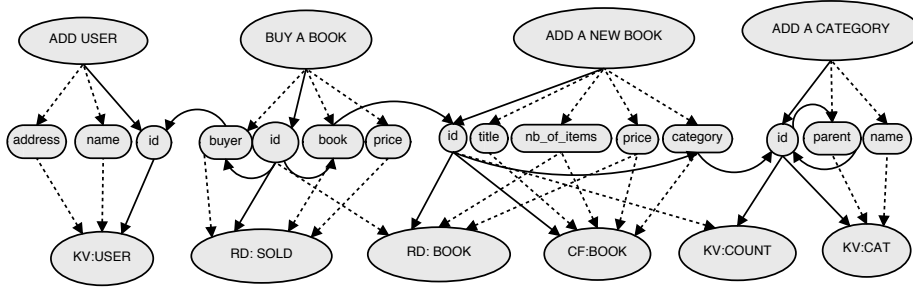 ADD USER
BUY A BOOK
ADD A NEW BOOK
ADD A CATEGORY
address
name
id
buyer
id
book
price
id
title
nb_of_items
price
category
id
parent
name
KV:USER
RD: SOLD
RD: BOOK
CF:BOOK
KV:COUNT
KV:CAT